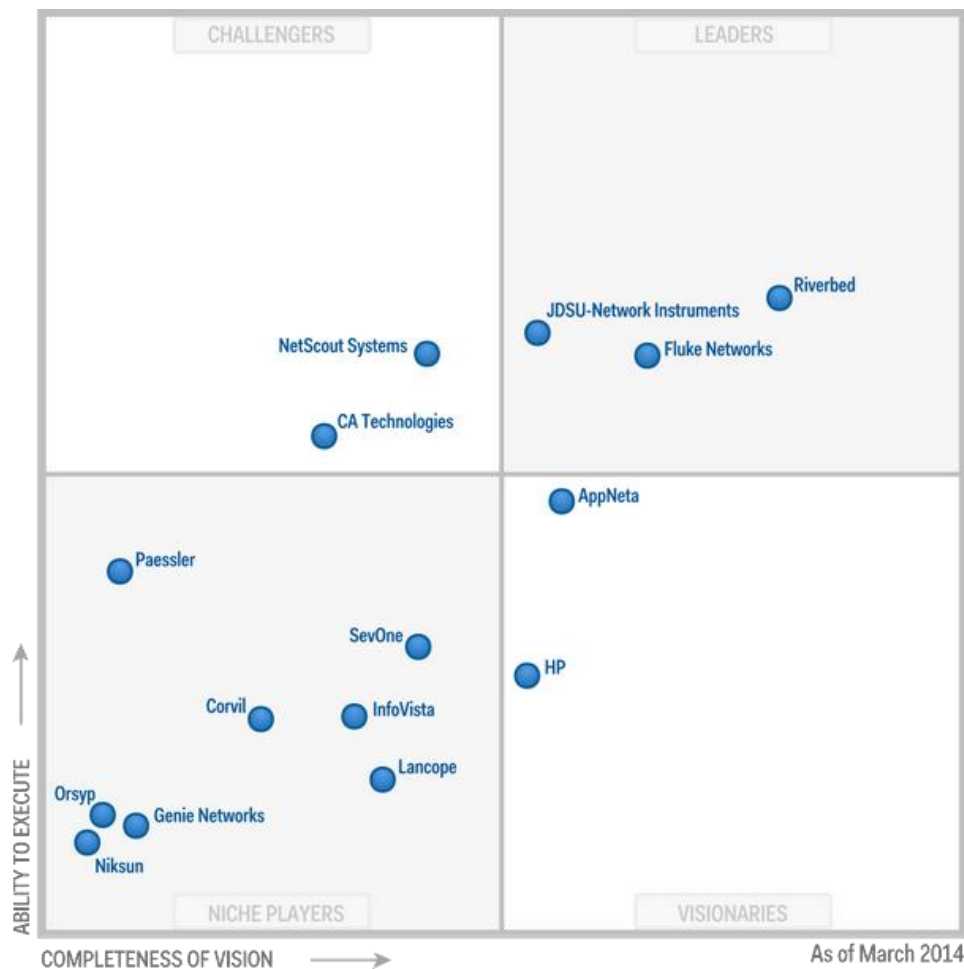 CHALLENGERS
LEADERS
Riverbed
JDSU-Network Instruments
NetScout Systems
Fluke Networks
CA Technologies
AppNeta
Paessler
SevOne
HP
Corvil
InfoVista
Lancope
Orsyp
Genie Networks
Niksun
NICHE PLAYERS
VISIONARIES
ABILITY TO EXECUTE
COMPLETENESS OF VISION
As of March 2014